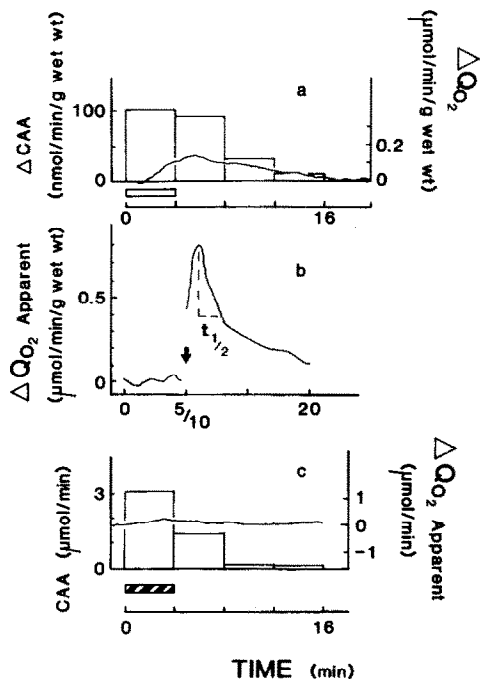 a
Δ CAA
(nmol/min/g wet wt)
100
0
ΔQO₂
(µmol/min/g wet wt)
0.2
0
0
16
b
ΔQO₂ Apparent
(µmol/min/g wet wt)
0.5
0
t 1/2
0
5/10
20
c
CAA (µmol/min)
3
0
ΔQO₂ Apparent
(µmol/min)
1
0
-1
0
16
TIME (min)